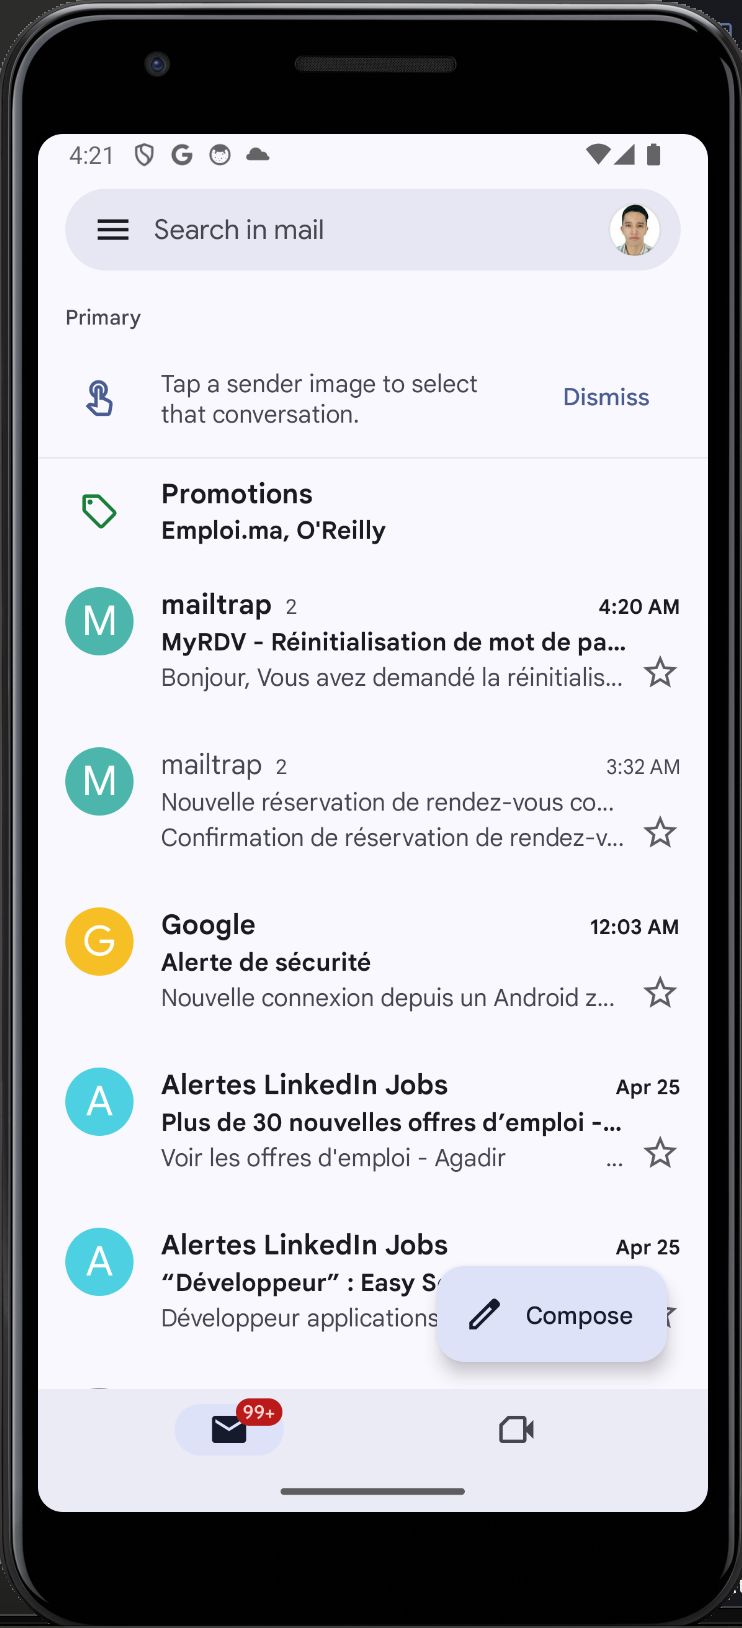 4:21
Search in mail
Primary
Tap a sender image to select
that conversation.
Dismiss
Promotions
Emploi.ma, O'Reilly
M
mailtrap 2 4:20 AM
MyRDV - Réinitialisation de mot de pa...
Bonjour, Vous avez demandé la réinitialis...
M
mailtrap 2 3:32 AM
Nouvelle réservation de rendez-vous co...
Confirmation de réservation de rendez-v...
G
Google 12:03 AM
Alerte de sécurité
Nouvelle connexion depuis un Android z...
A
Alertes LinkedIn Jobs Apr 25
Plus de 30 nouvelles offres d’emploi -...
Voir les offres d'emploi - Agadir ...
A
Alertes LinkedIn Jobs Apr 25
“Développeur” : Easy
Développeur applications
Compose
99+